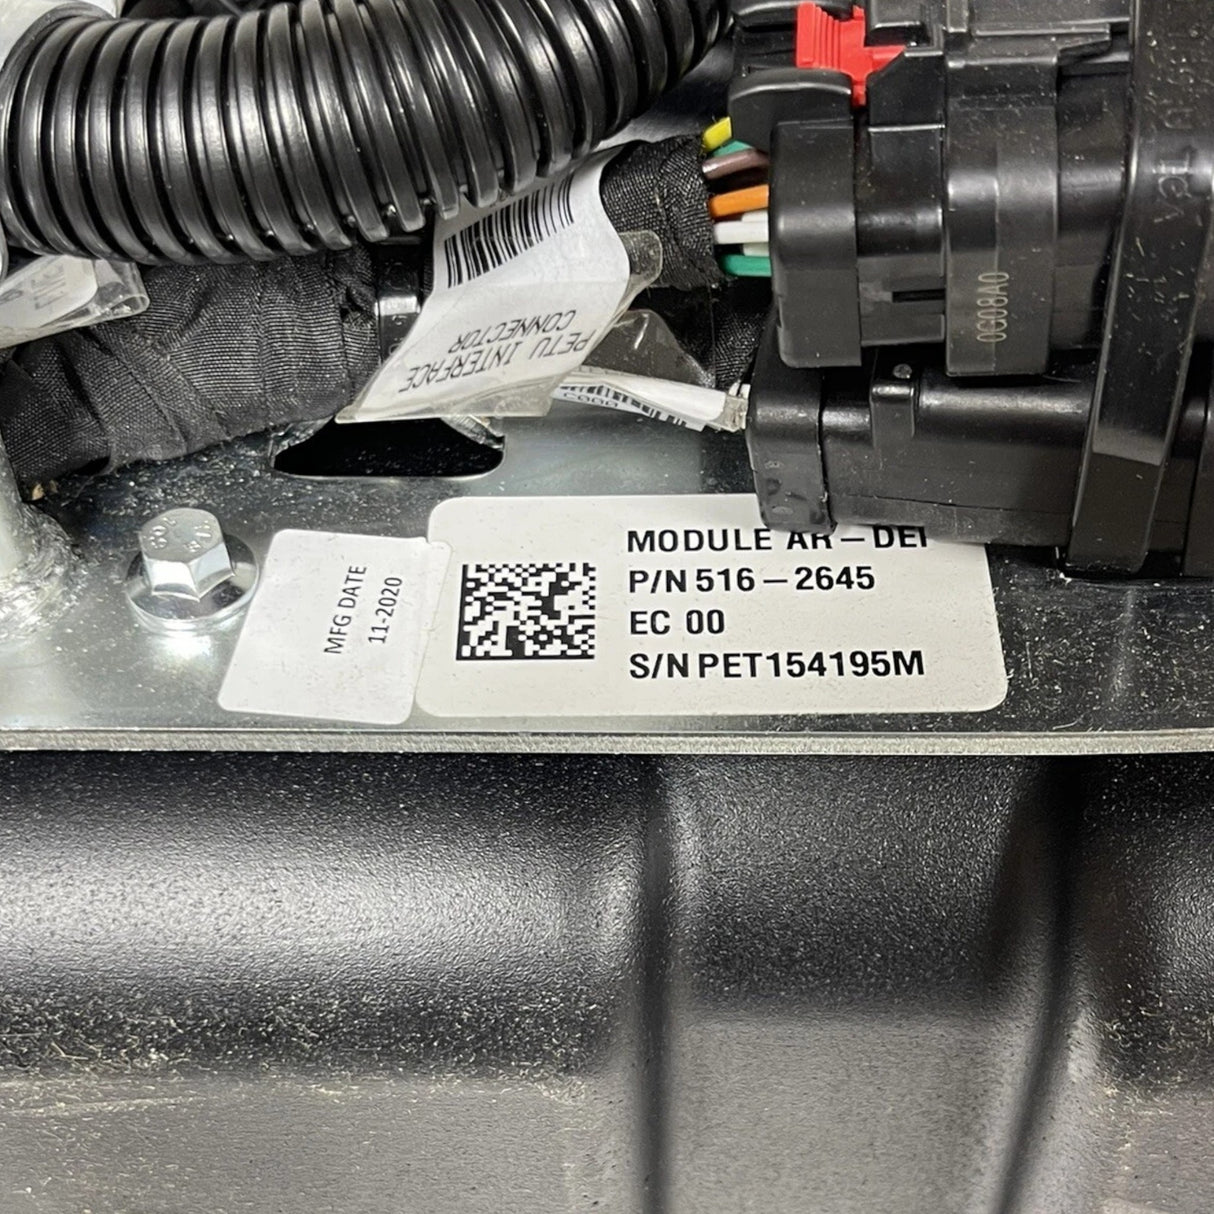 PETU INTERFACE
CONNECTOR
0G08A0
MFG DATE
11-2020
MODULE AR-DEF
P/N 516-2645
EC 00
S/N PET154195M